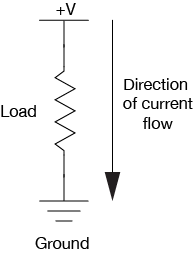 +V
Load
Direction
of current
flow
Ground